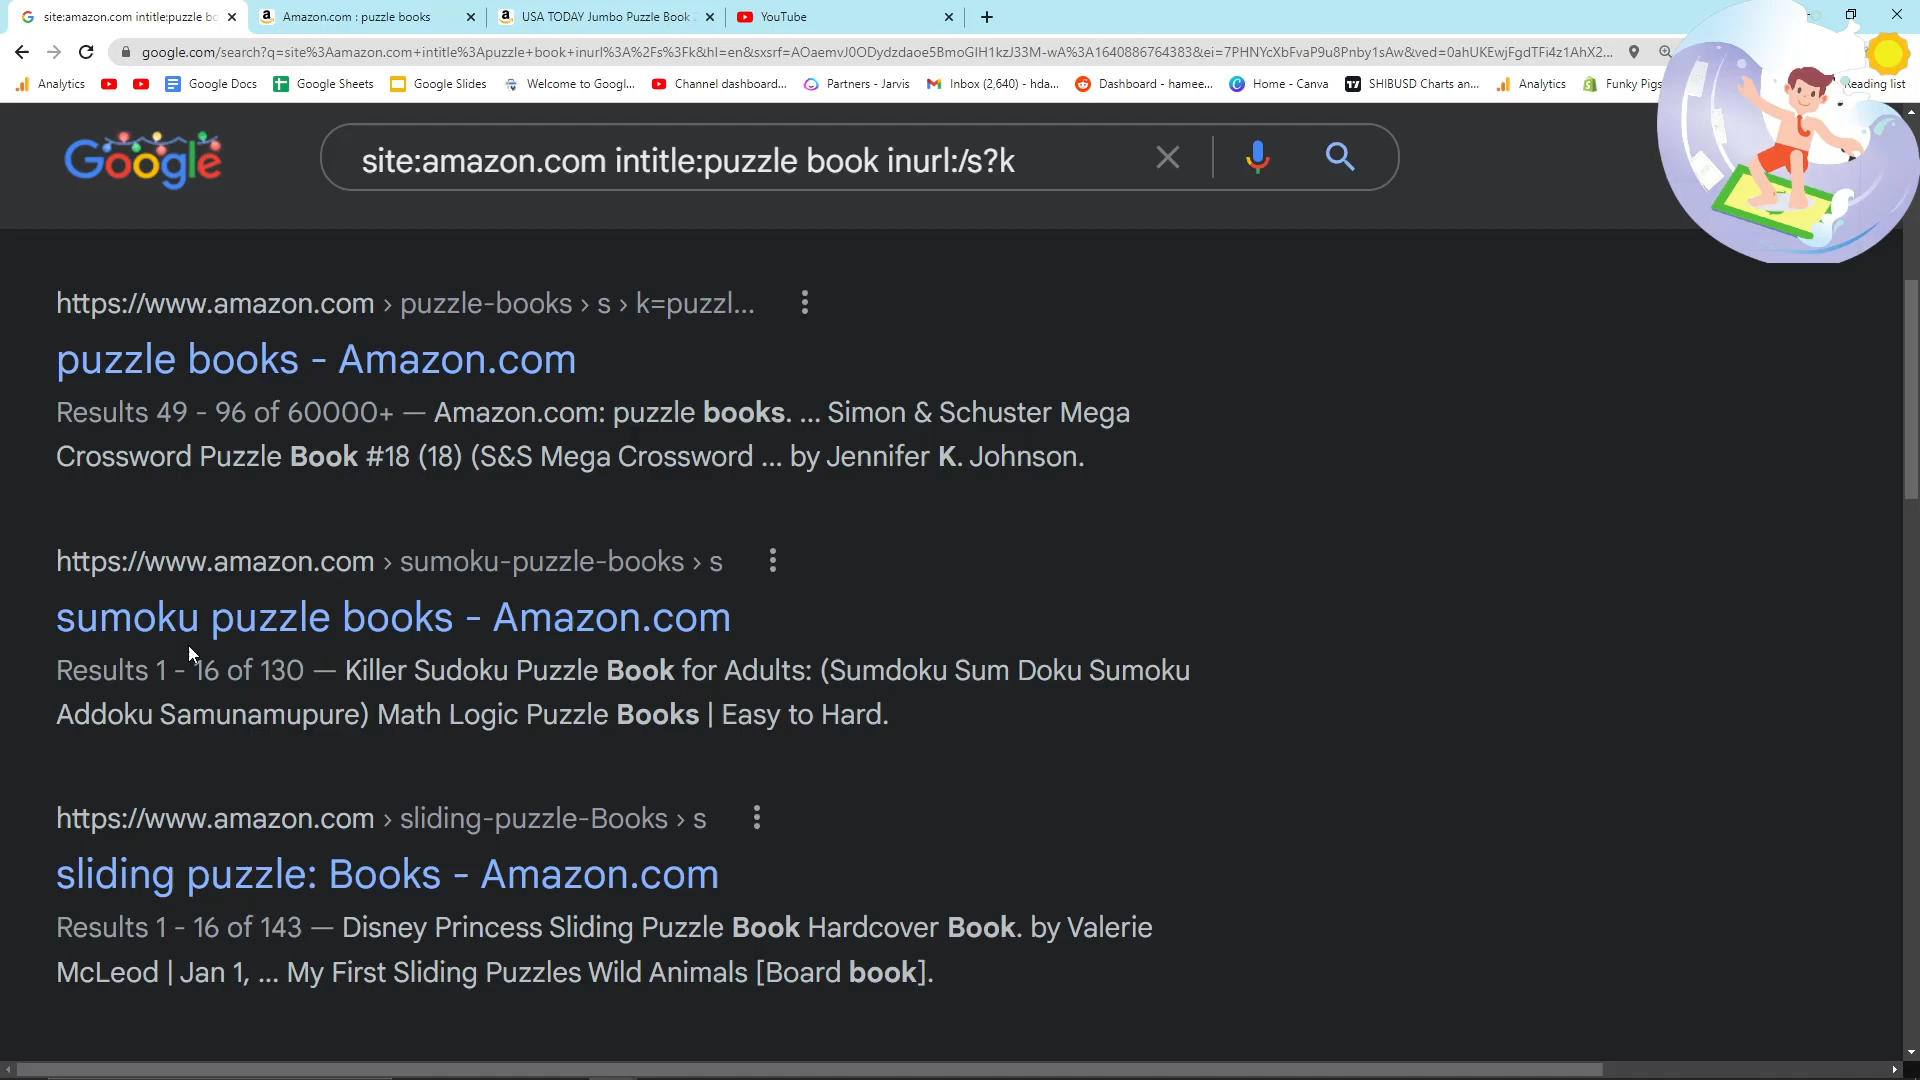 site:amazon.com intitle:puzzle bo
Amazon.com : puzzle books
USA TODAY Jumbo Puzzle Book
YouTube
google.com/search?q=site%3Aamazon.com+intitle%3Apuzzle+book+inurl%3A%2Fs%3Fk&hl=en&sxsrf=AOaemvJ0ODydzdaoe5BmoGlH1kzJ33M-wA%3A1640886764383&ei=7PHNYcXbFvaP9u8Pnby1sAw&ved=0ahUKEwjFgdTFi4z1AhX2...
Analytics
Google Docs
Google Sheets
Google Slides
Welcome to Googl...
Channel dashboard...
Partners - Jarvis
Inbox (2,640) - hda...
Dashboard - hamee...
Home - Canva
SHIBUSD Charts an...
Analytics
Funky Pigs
Reading list
Google
site:amazon.com intitle:puzzle book inurl:/s?k
https://www.amazon.com › puzzle-books › s › k=puzzl...
puzzle books - Amazon.com
Results 49 - 96 of 60000+ — Amazon.com: puzzle books. ... Simon & Schuster Mega
Crossword Puzzle Book #18 (18) (S&S Mega Crossword ... by Jennifer K. Johnson.
https://www.amazon.com › sumoku-puzzle-books › s
sumoku puzzle books - Amazon.com
Results 1 - 16 of 130 — Killer Sudoku Puzzle Book for Adults: (Sumdoku Sum Doku Sumoku
Addoku Samunamupure) Math Logic Puzzle Books | Easy to Hard.
https://www.amazon.com › sliding-puzzle-Books › s
sliding puzzle: Books - Amazon.com
Results 1 - 16 of 143 — Disney Princess Sliding Puzzle Book Hardcover Book. by Valerie
McLeod | Jan 1, ... My First Sliding Puzzles Wild Animals [Board book].